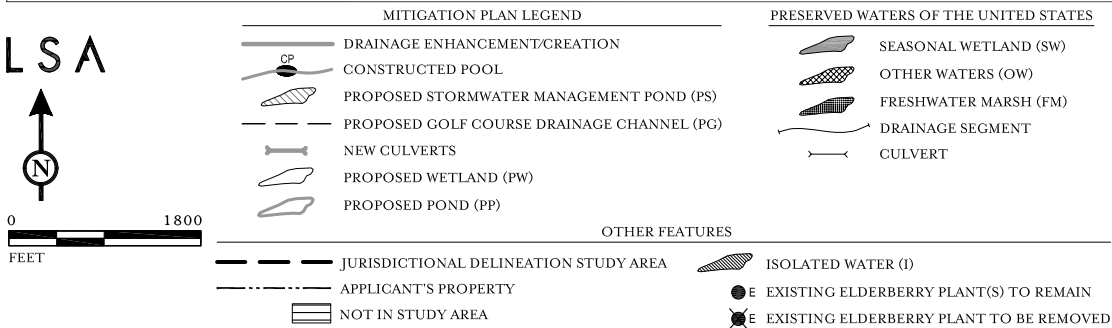 LSA
N
0 1800
FEET
MITIGATION PLAN LEGEND
DRAINAGE ENHANCEMENT/CREATION
CP
CONSTRUCTED POOL
PROPOSED STORMWATER MANAGEMENT POND (PS)
PROPOSED GOLF COURSE DRAINAGE CHANNEL (PG)
NEW CULVERTS
PROPOSED WETLAND (PW)
PROPOSED POND (PP)
PRESERVED WATERS OF THE UNITED STATES
SEASONAL WETLAND (SW)
OTHER WATERS (OW)
FRESHWATER MARSH (FM)
DRAINAGE SEGMENT
CULVERT
OTHER FEATURES
JURISDICTIONAL DELINEATION STUDY AREA
APPLICANT'S PROPERTY
NOT IN STUDY AREA
ISOLATED WATER (I)
E EXISTING ELDERBERRY PLANT(S) TO REMAIN
E EXISTING ELDERBERRY PLANT TO BE REMOVED